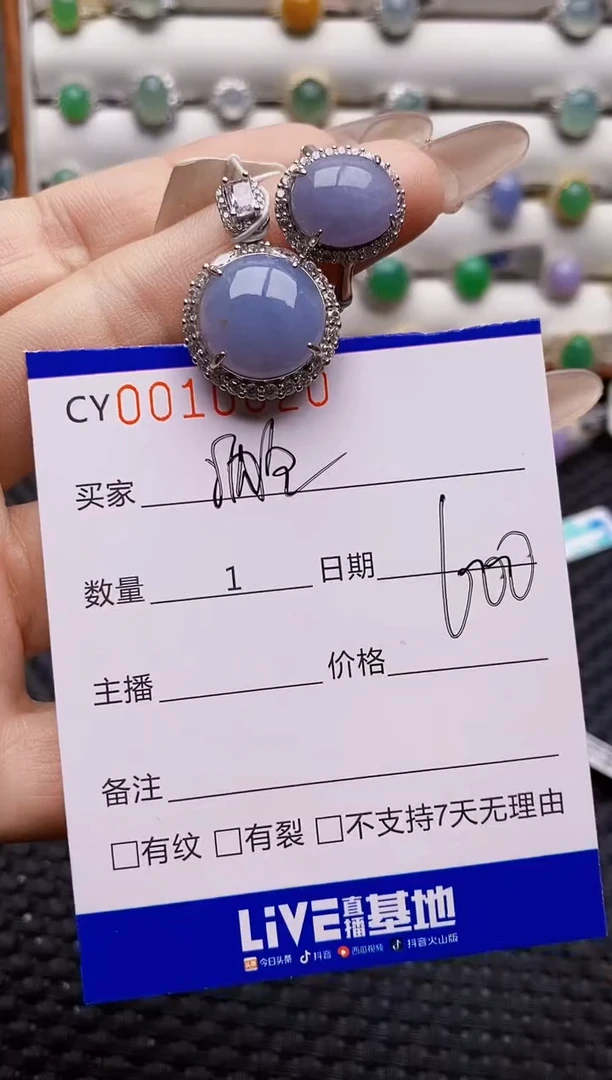 买家
数量 1 日期 600
主播 价格
备注
□有纹 □有裂 □不支持7天无理由
LiVE直播基地
今日头条 抖音 西瓜视频 抖音火山版